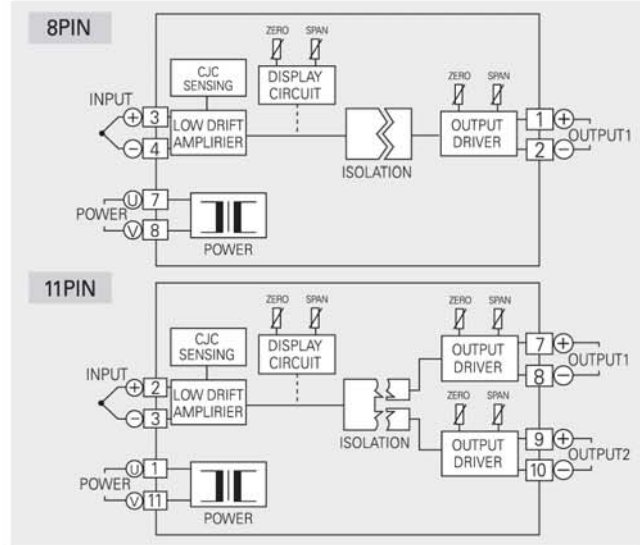 8PIN
ZERO SPAN
CJC
SENSING
DISPLAY
CIRCUIT
ZERO SPAN
INPUT
+ 3
LOW DRIFT
AMPLIRIER
- 4
ISOLATION
OUTPUT
DRIVER
1 +
2 -
OUTPUT1
POWER
U 7
V 8
POWER
11PIN
ZERO SPAN
CJC
SENSING
DISPLAY
CIRCUIT
ZERO SPAN
OUTPUT
DRIVER
7 +
8 -
OUTPUT1
INPUT
+ 2
LOW DRIFT
AMPLIRIER
- 3
ISOLATION
ZERO SPAN
OUTPUT
DRIVER
9 +
10 -
OUTPUT2
POWER
U 1
V 11
POWER